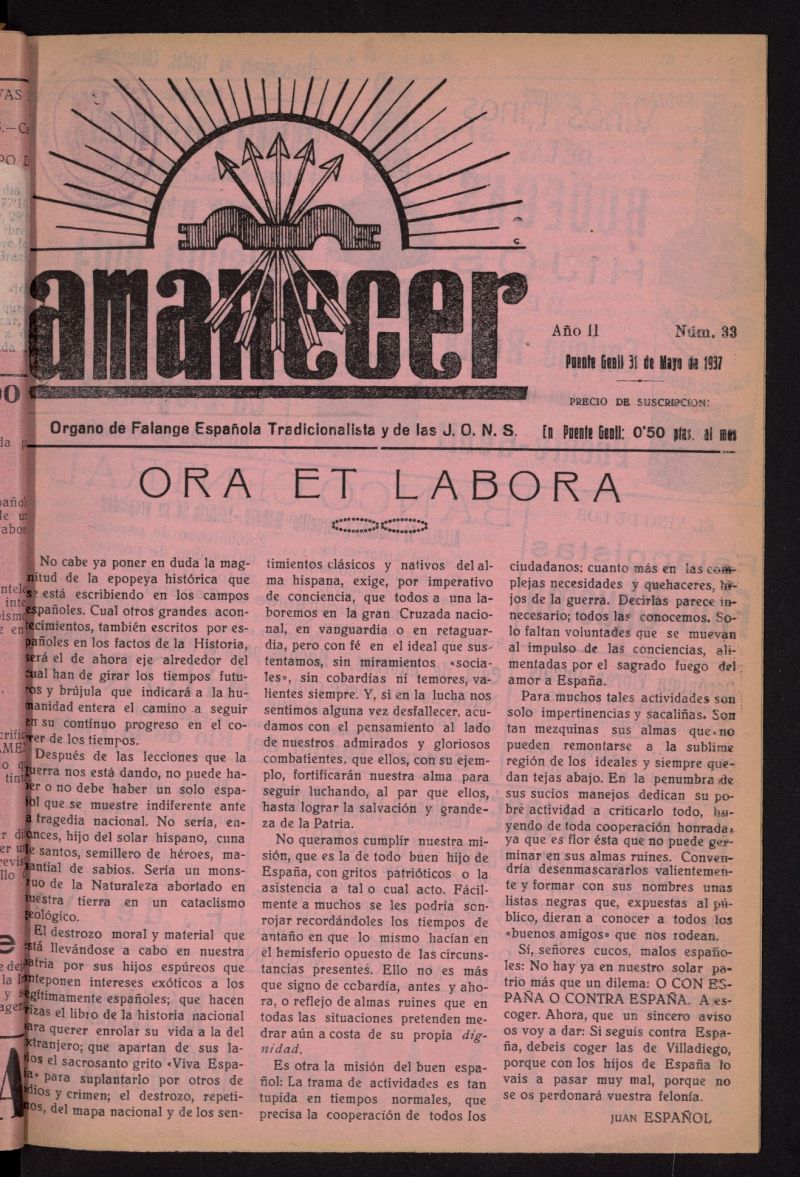 amanecer
Año II Núm. 33
Puente Genil 31 de Mayo de 1937
PRECIO DE SUSCRIPCION:
Organo de Falange Española Tradicionalista y de las J. O. N. S. En Puente Genil: 0'50 ptas. al mes
ORA ET LABORA
No cabe ya poner en duda la mag-
nitud de la epopeya histórica que
se está escribiendo en los campos
españoles. Cual otros grandes acon-
tecimientos, también escritos por es-
pañoles en los factos de la Historia,
será el de ahora eje alrededor del
cual han de girar los tiempos futu-
ros y brújula que indicará a la hu-
manidad entera el camino a seguir
en su contínuo progreso en el co-
rrer de los tiempos.
Después de las lecciones que la
guerra nos está dando, no puede ha-
ber o no debe haber un solo espa-
ñol que se muestre indiferente ante
a tragedia nacional. No sería, en-
onces, hijo del solar hispano, cuna
de santos, semillero de héroes, ma-
antial de sabios. Sería un mons-
ruo de la Naturaleza abortado en
nuestra tierra en un cataclismo
eológico.
El destrozo moral y material que
está llevándose a cabo en nuestra
patria por sus hijos espúreos que
anteponen intereses exóticos a los
egítimamente españoles; que hacen
rizas el libro de la historia nacional
ara querer enrolar su vida a la del
xtranjero; que apartan de sus la-
ios el sacrosanto grito «Viva Espa-
a» para suplantarlo por otros de
dios y crimen; el destrozo, repeti-
nos, del mapa nacional y de los sen-
timientos clásicos y nativos del al-
ma hispana, exige, por imperativo
de conciencia, que todos a una la-
boremos en la gran Cruzada nacio-
nal, en vanguardia o en retaguar-
dia, pero con fé en el ideal que sus-
tentamos, sin miramientos «socia-
les», sin cobardías ni temores, va-
lientes siempre. Y, si en la lucha nos
sentimos alguna vez desfallecer, acu-
damos con el pensamiento al lado
de nuestros admirados y gloriosos
combatientes, que ellos, con su ejem-
plo, fortificarán nuestra alma para
seguir luchando, al par que ellos,
hasta lograr la salvación y grande-
za de la Patria.
No queramos cumplir nuestra mi-
sión, que es la de todo buen hijo de
España, con gritos patrióticos o la
asistencia a tal o cual acto. Fácil-
mente a muchos se les podría son-
rojar recordándoles los tiempos de
antaño en que lo mismo hacían en
el hemisferio opuesto de las circuns-
tancias presentes. Ello no es más
que signo de cobardía, antes y aho-
ra, o reflejo de almas ruines que en
todas las situaciones pretenden me-
drar aún a costa de su propia dig-
nidad.
Es otra la misión del buen espa-
ñol: La trama de actividades es tan
tupida en tiempos normales, que
precisa la cooperación de todos los
ciudadanos; cuanto más en las com-
plejas necesidades y quehaceres, hi-
jos de la guerra. Decirlas parece in-
necesario; todos las conocemos. So-
lo faltan voluntades que se muevan
al impulso de las conciencias, ali-
mentadas por el sagrado fuego del
amor a España.
Para muchos tales actividades son
solo impertinencias y sacaliñas. Son
tan mezquinas sus almas que no
pueden remontarse a la sublime
región de los ideales y siempre que-
dan tejas abajo. En la penumbra de
sus sucios manejos dedican su po-
bre actividad a criticarlo todo, hu-
yendo de toda cooperación honrada,
ya que es flor ésta que no puede ger-
minar en sus almas ruines. Conven-
dría desenmascararlos valientemen-
te y formar con sus nombres unas
listas negras que, expuestas al pú-
blico, dieran a conocer a todos los
«buenos amigos» que nos rodean.
Sí, señores cucos, malos españo-
les: No hay ya en nuestro solar pa-
trio más que un dilema: O CON ES-
PAÑA O CONTRA ESPAÑA. A es-
coger. Ahora, que un sincero aviso
os voy a dar: Si seguís contra Espa-
ña, debeis coger las de Villadiego,
porque con los hijos de España lo
vais a pasar muy mal, porque no
se os perdonará vuestra felonía.
JUAN ESPAÑOL